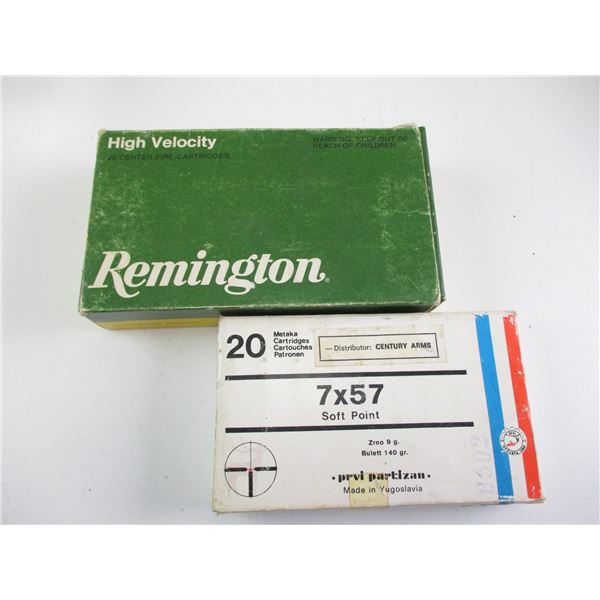 High Velocity
20 CENTER FIRE CARTRIDGES
WARNING: KEEP OUT OF
REACH OF CHILDREN.
Remington®
20
Metaka
Cartridges
Cartouches
Patronen
— Distributor: CENTURY ARMS
7x57
Soft Point
Zrno 9 g.
Bulett 140 gr.
• prvi partizan •
Made in Yugoslavia